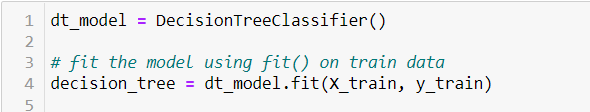 1 dt_model = DecisionTreeClassifier()
2
3 # fit the model using fit() on train data
4 decision_tree = dt_model.fit(X_train, y_train)
5